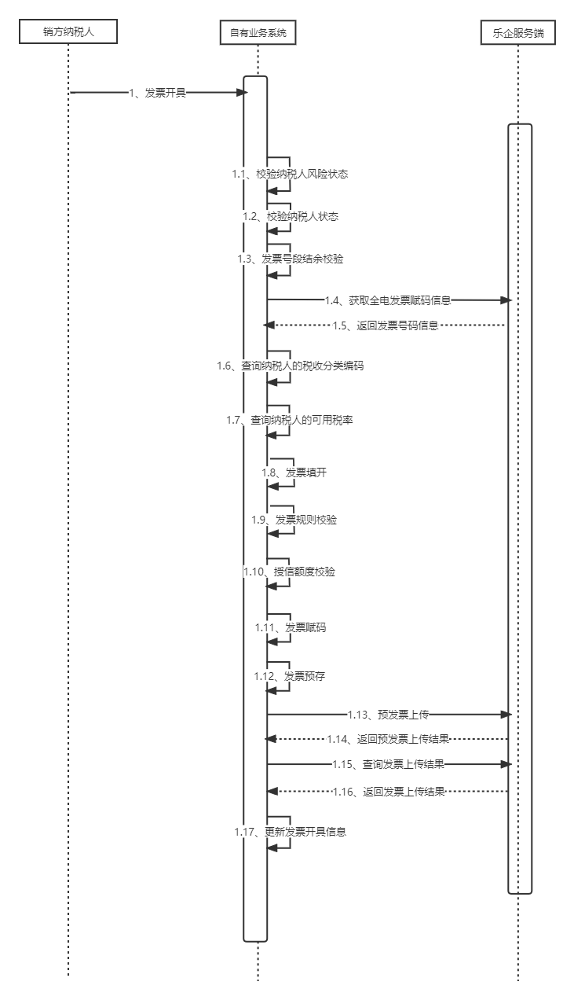 销方纳税人
自有业务系统
乐企服务端
1、发票开具
1.1、校验纳税人风险状态
1.2、校验纳税人状态
1.3、发票号段结余校验
1.4、获取全电发票赋码信息
1.5、返回发票号码信息
1.6、查询纳税人的税收分类编码
1.7、查询纳税人的可用税率
1.8、发票填开
1.9、发票规则校验
1.10、授信额度校验
1.11、发票赋码
1.12、发票预存
1.13、预发票上传
1.14、返回预发票上传结果
1.15、查询发票上传结果
1.16、返回发票上传结果
1.17、更新发票开具信息